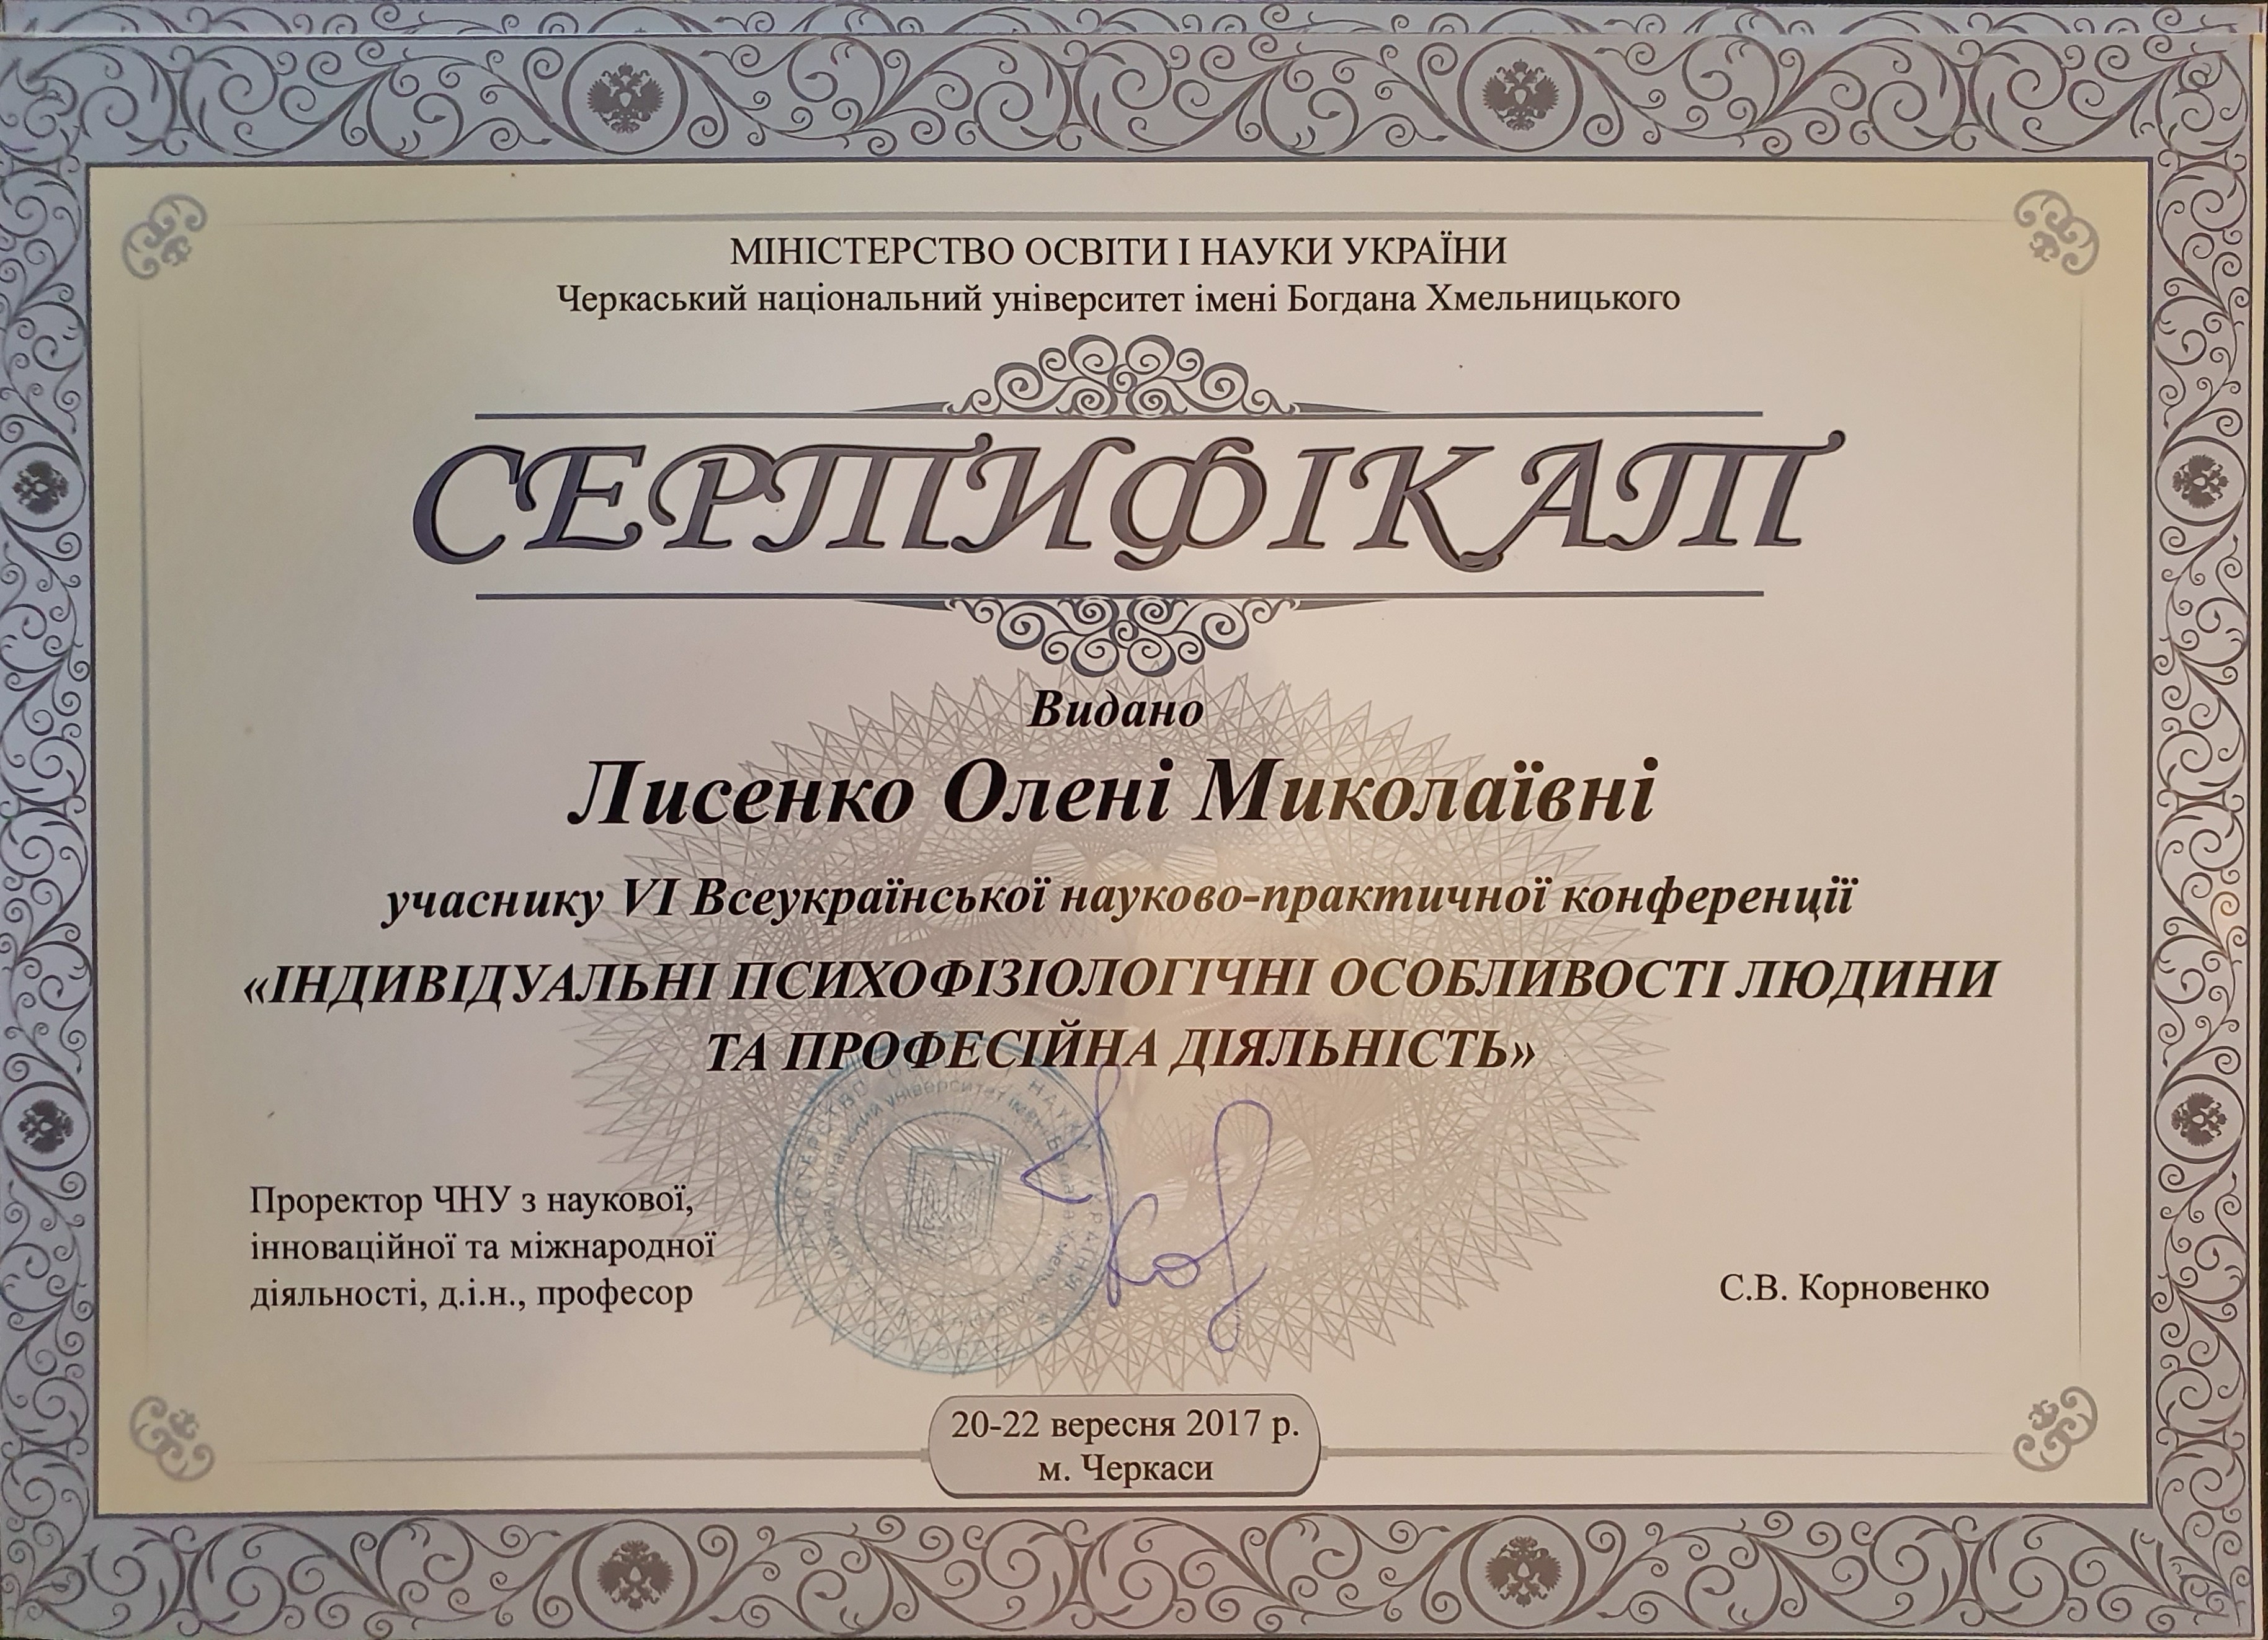 МІНІСТЕРСТВО ОСВІТИ І НАУКИ УКРАЇНИ
Черкаський національний університет імені Богдана Хмельницького
СЕРТИФІКАТ
Видано
Лисенко Олені Миколаївні
учаснику VI Всеукраїнської науково-практичної конференції
«ІНДИВІДУАЛЬНІ ПСИХОФІЗІОЛОГІЧНІ ОСОБЛИВОСТІ ЛЮДИНИ
ТА ПРОФЕСІЙНА ДІЯЛЬНІСТЬ»
Проректор ЧНУ з наукової,
інноваційної та міжнародної
діяльності, д.і.н., професор
С.В. Корновенко
20-22 вересня 2017 р.
м. Черкаси